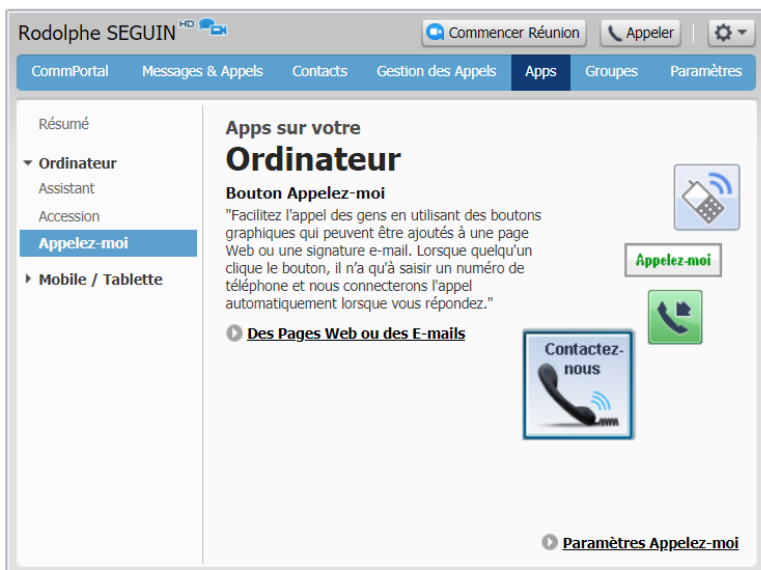 Rodolphe SEGUIN HD
Commencer Réunion
Appeler
CommPortal Messages & Appels Contacts Gestion des Appels Apps Groupes Paramètres
Résumé
Ordinateur
Assistant
Accession
Appelez-moi
Mobile / Tablette
Apps sur votre
Ordinateur
Bouton Appelez-moi
"Facilitez l'appel des gens en utilisant des boutons
graphiques qui peuvent être ajoutés à une page
Web ou une signature e-mail. Lorsque quelqu'un
clique le bouton, il n'a qu'à saisir un numéro de
téléphone et nous connecterons l'appel
automatiquement lorsque vous répondez."
Des Pages Web ou des E-mails
Appelez-moi
Contactez-
nous
Paramètres Appelez-moi